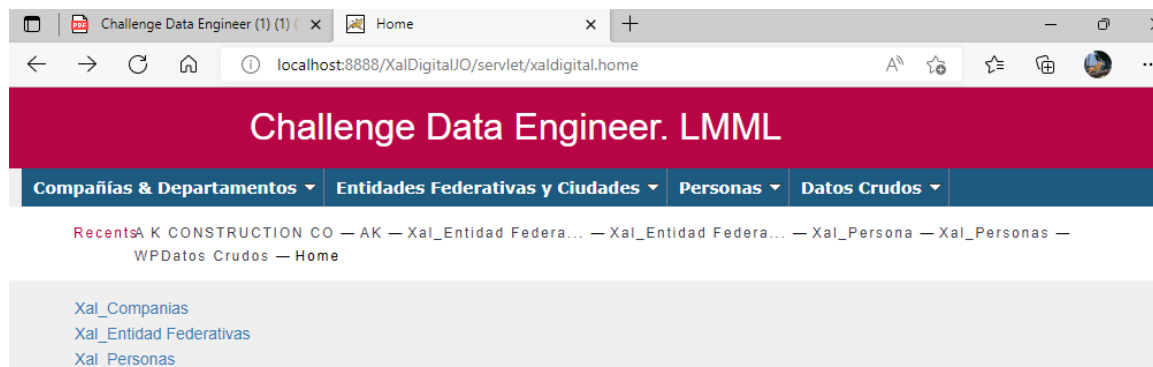 Challenge Data Engineer (1) (1) (
Home
localhost:8888/XalDigitalJO/servlet/xaldigital.home
Challenge Data Engineer. LMML
Compañías & Departamentos Entidades Federativas y Ciudades Personas Datos Crudos
RecentsA K CONSTRUCTION CO — AK — Xal_Entidad Federa... — Xal_Entidad Federa... — Xal_Persona — Xal_Personas —
WPDatos Crudos — Home
Xal_Companias
Xal_Entidad Federativas
Xal_Personas